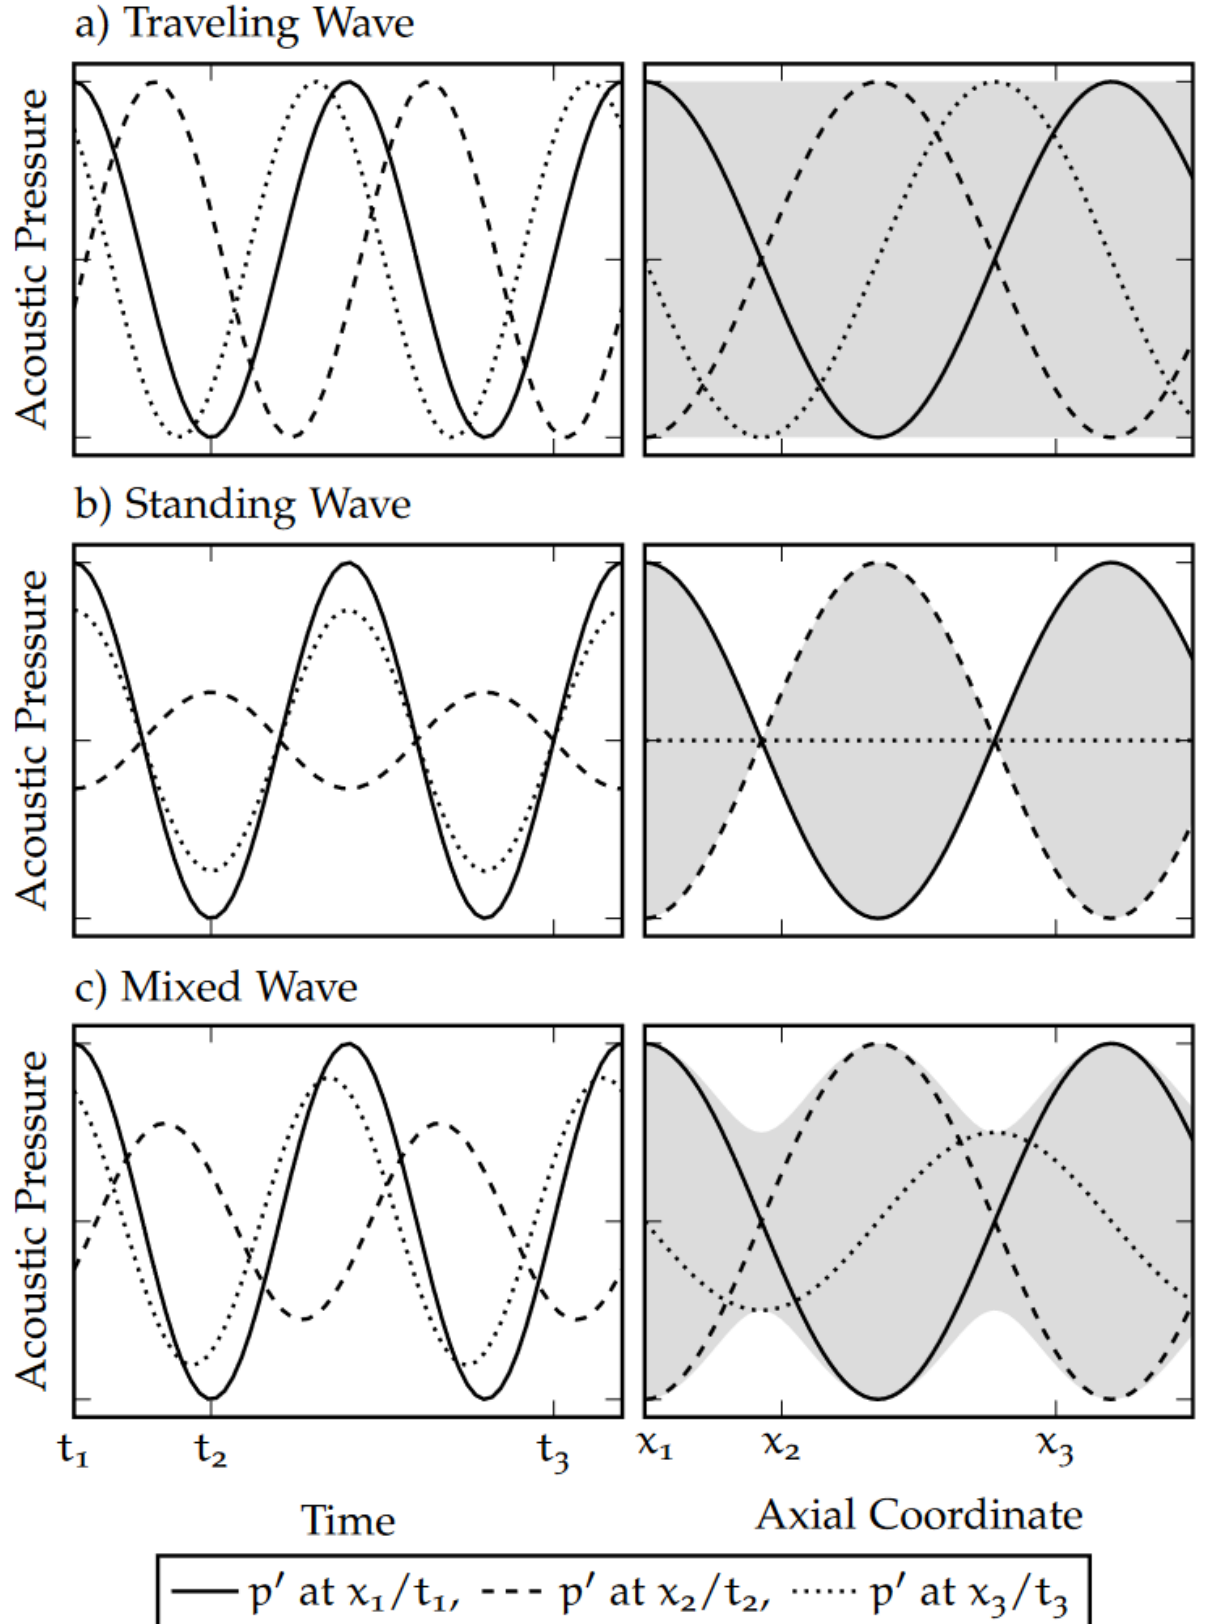 a) Traveling Wave
Acoustic Pressure
b) Standing Wave
Acoustic Pressure
c) Mixed Wave
Acoustic Pressure
t₁ t₂ t₃ x₁ x₂ x₃
Time Axial Coordinate
p′ at x₁/t₁, p′ at x₂/t₂, p′ at x₃/t₃